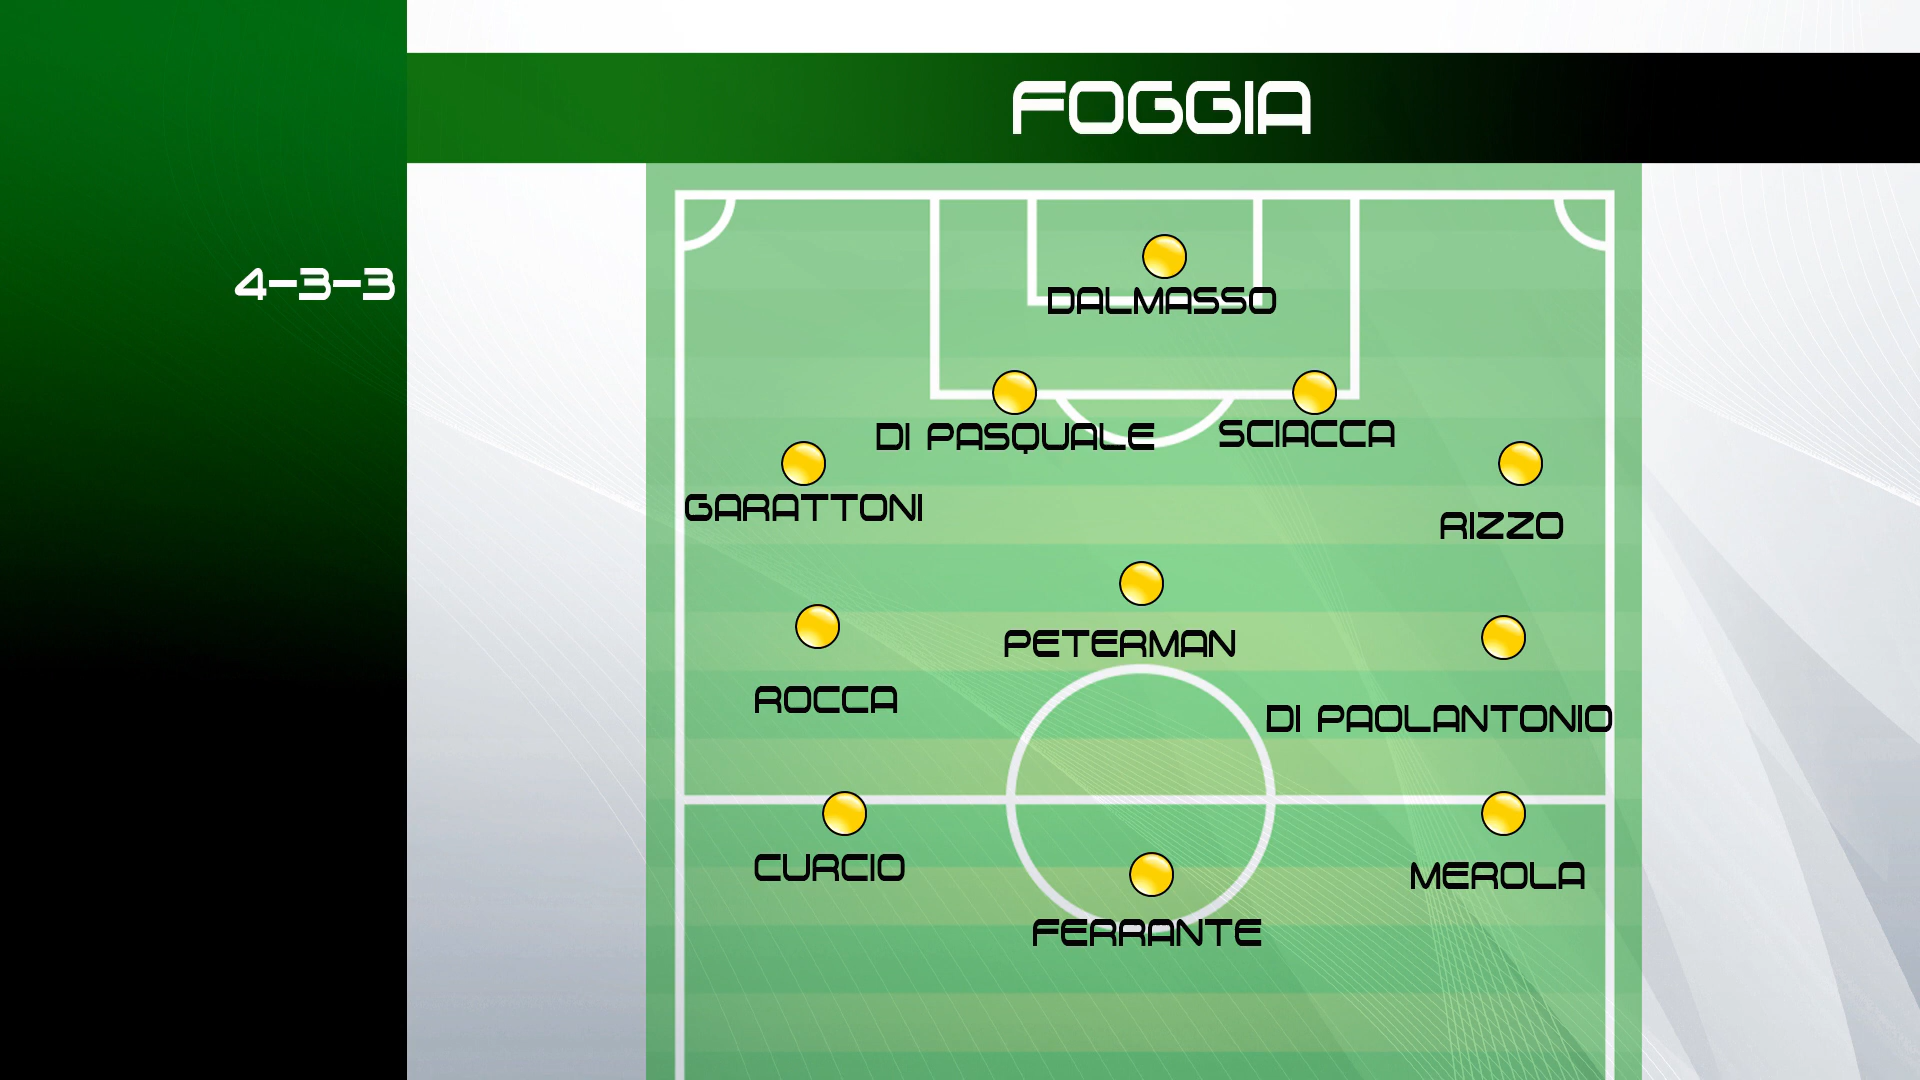 FOGGIA
4-3-3
DALMASSO
DI PASQUALE
SCIACCA
GARATTONI
RIZZO
PETERMAN
ROCCA
DI PAOLANTONIO
CURCIO
MEROLA
FERRANTE